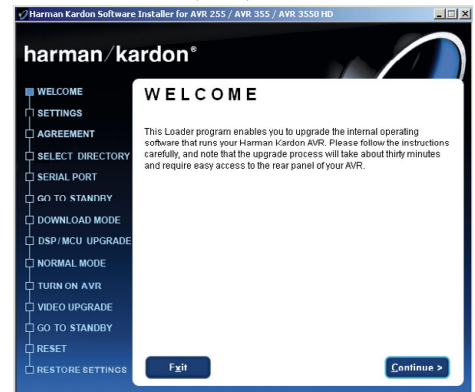 Harman Kardon Software Installer for AVR 255 / AVR 355 / AVR 3550 HD
harman/kardon®
WELCOME
SETTINGS
AGREEMENT
SELECT DIRECTORY
SERIAL PORT
GO TO STANDBY
DOWNLOAD MODE
DSP/MCU UPGRADE
NORMAL MODE
TURN ON AVR
VIDEO UPGRADE
GO TO STANDBY
RESET
RESTORE SETTINGS
WELCOME
This Loader program enables you to upgrade the internal operating
software that runs your Harman Kardon AVR. Please follow the instructions
carefully, and note that the upgrade process will take about thirty minutes
and require easy access to the rear panel of your AVR.
Exit
Continue >